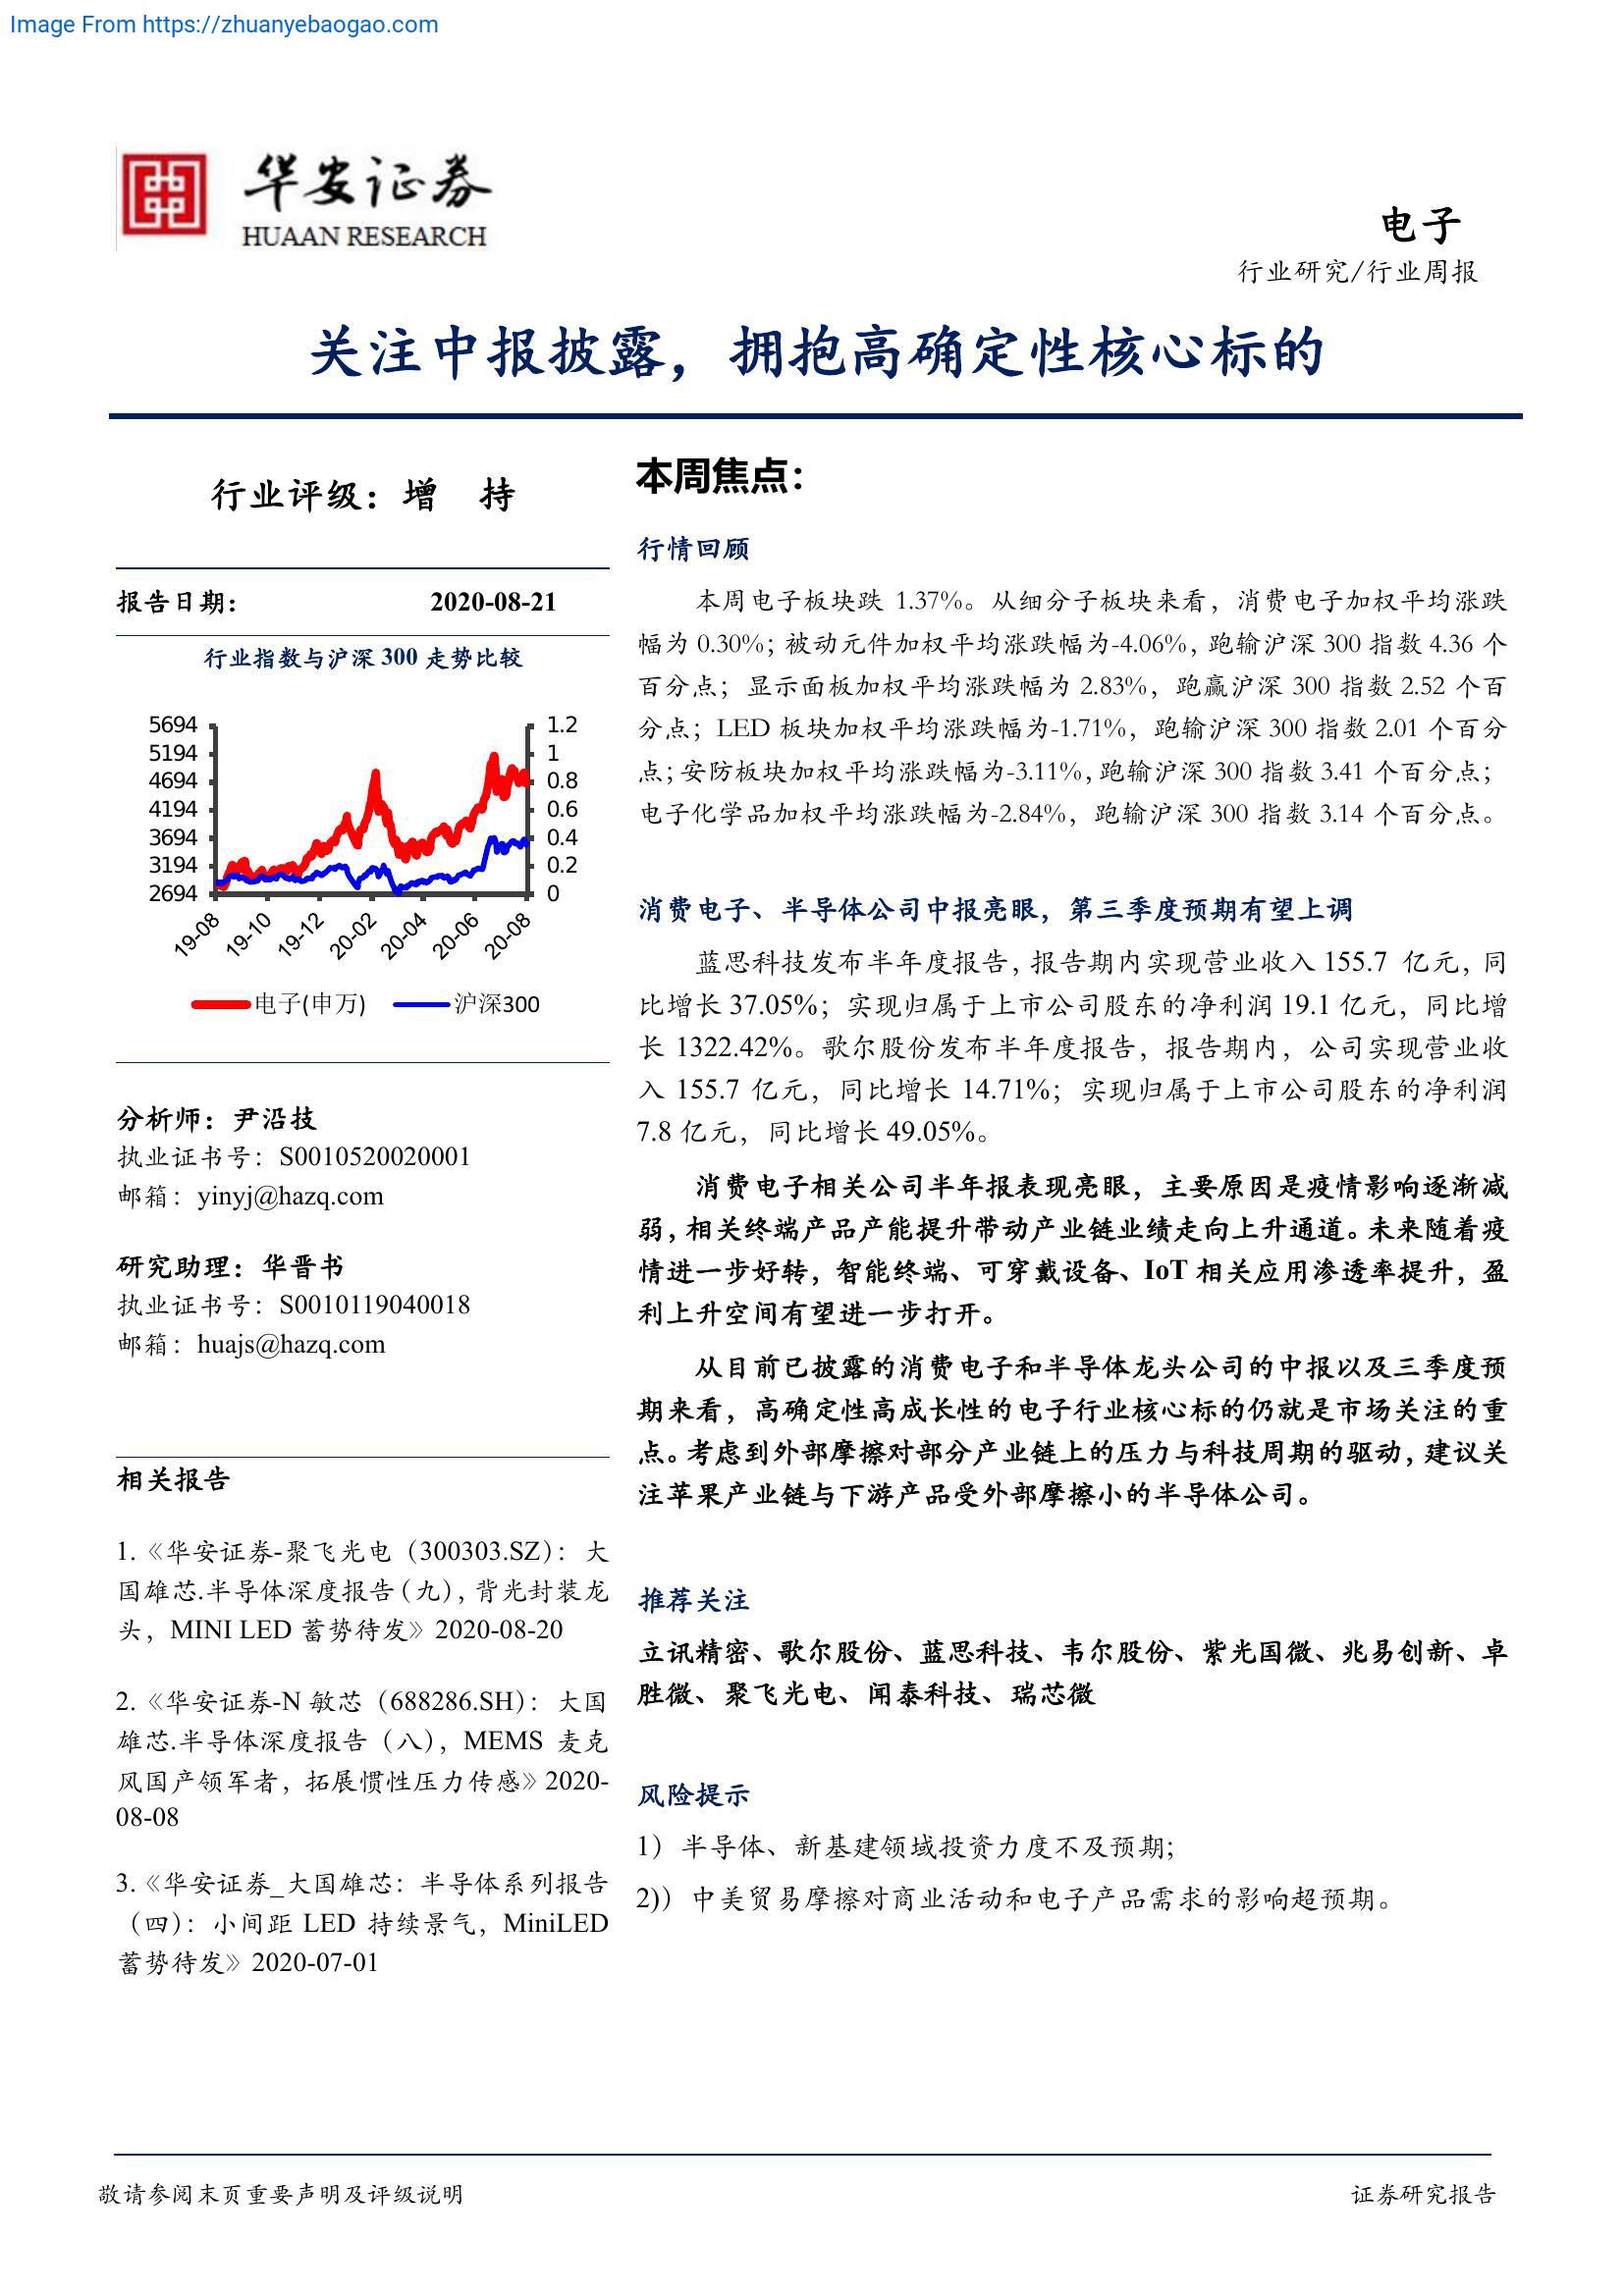 Image From https://zhuanyebaogao.com
华安证券
HUAAN RESEARCH
电子
行业研究/行业周报
关注中报披露，拥抱高确定性核心标的
行业评级：增 持
报告日期： 2020-08-21
行业指数与沪深 300 走势比较
5694
5194
4694
4194
3694
3194
2694
1.2
1
0.8
0.6
0.4
0.2
0
19-08
19-10
19-12
20-02
20-04
20-06
20-08
电子(申万) 沪深300
分析师：尹沿技
执业证书号：S0010520020001
邮箱：yinyj@hazq.com
研究助理：华晋书
执业证书号：S0010119040018
邮箱：huajs@hazq.com
相关报告
1.《华安证券-聚飞光电（300303.SZ）：大
国雄芯.半导体深度报告（九），背光封装龙
头，MINI LED 蓄势待发》2020-08-20
2.《华安证券-N 敏芯（688286.SH）：大国
雄芯.半导体深度报告（八），MEMS 麦克
风国产领军者，拓展惯性压力传感》2020-
08-08
3.《华安证券_大国雄芯：半导体系列报告
（四）：小间距 LED 持续景气，MiniLED
蓄势待发》2020-07-01
本周焦点：
行情回顾
本周电子板块跌 1.37%。从细分子板块来看，消费电子加权平均涨跌
幅为 0.30%；被动元件加权平均涨跌幅为-4.06%，跑输沪深 300 指数 4.36 个
百分点；显示面板加权平均涨跌幅为 2.83%，跑赢沪深 300 指数 2.52 个百
分点；LED 板块加权平均涨跌幅为-1.71%，跑输沪深 300 指数 2.01 个百分
点；安防板块加权平均涨跌幅为-3.11%，跑输沪深 300 指数 3.41 个百分点；
电子化学品加权平均涨跌幅为-2.84%，跑输沪深 300 指数 3.14 个百分点。
消费电子、半导体公司中报亮眼，第三季度预期有望上调
蓝思科技发布半年度报告，报告期内实现营业收入 155.7 亿元，同
比增长 37.05%；实现归属于上市公司股东的净利润 19.1 亿元，同比增
长 1322.42%。歌尔股份发布半年度报告，报告期内，公司实现营业收
入 155.7 亿元，同比增长 14.71%；实现归属于上市公司股东的净利润
7.8 亿元，同比增长 49.05%。
消费电子相关公司半年报表现亮眼，主要原因是疫情影响逐渐减
弱，相关终端产品产能提升带动产业链业绩走向上升通道。未来随着疫
情进一步好转，智能终端、可穿戴设备、IoT 相关应用渗透率提升，盈
利上升空间有望进一步打开。
从目前已披露的消费电子和半导体龙头公司的中报以及三季度预
期来看，高确定性高成长性的电子行业核心标的仍就是市场关注的重
点。考虑到外部摩擦对部分产业链上的压力与科技周期的驱动，建议关
注苹果产业链与下游产品受外部摩擦小的半导体公司。
推荐关注
立讯精密、歌尔股份、蓝思科技、韦尔股份、紫光国微、兆易创新、卓
胜微、聚飞光电、闻泰科技、瑞芯微
风险提示
1）半导体、新基建领域投资力度不及预期;
2)）中美贸易摩擦对商业活动和电子产品需求的影响超预期。
敬请参阅末页重要声明及评级说明
证券研究报告